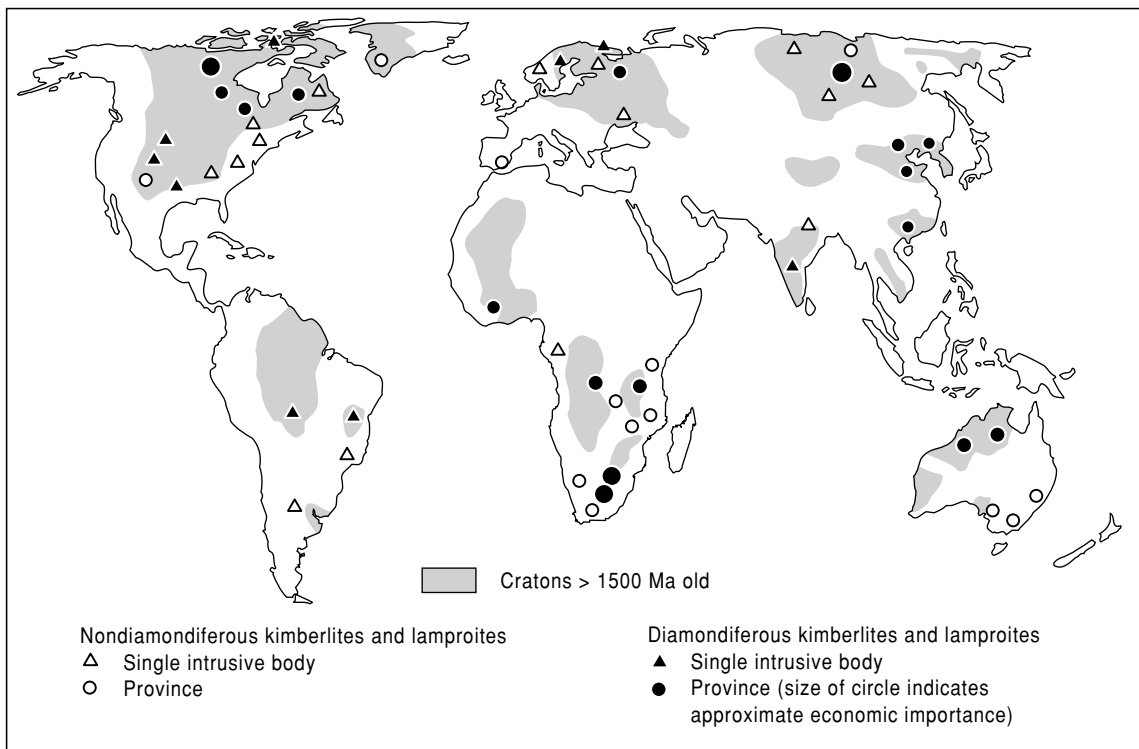 Cratons > 1500 Ma old
Nondiamondiferous kimberlites and lamproites
Single intrusive body
Province
Diamondiferous kimberlites and lamproites
Single intrusive body
Province (size of circle indicates
approximate economic importance)